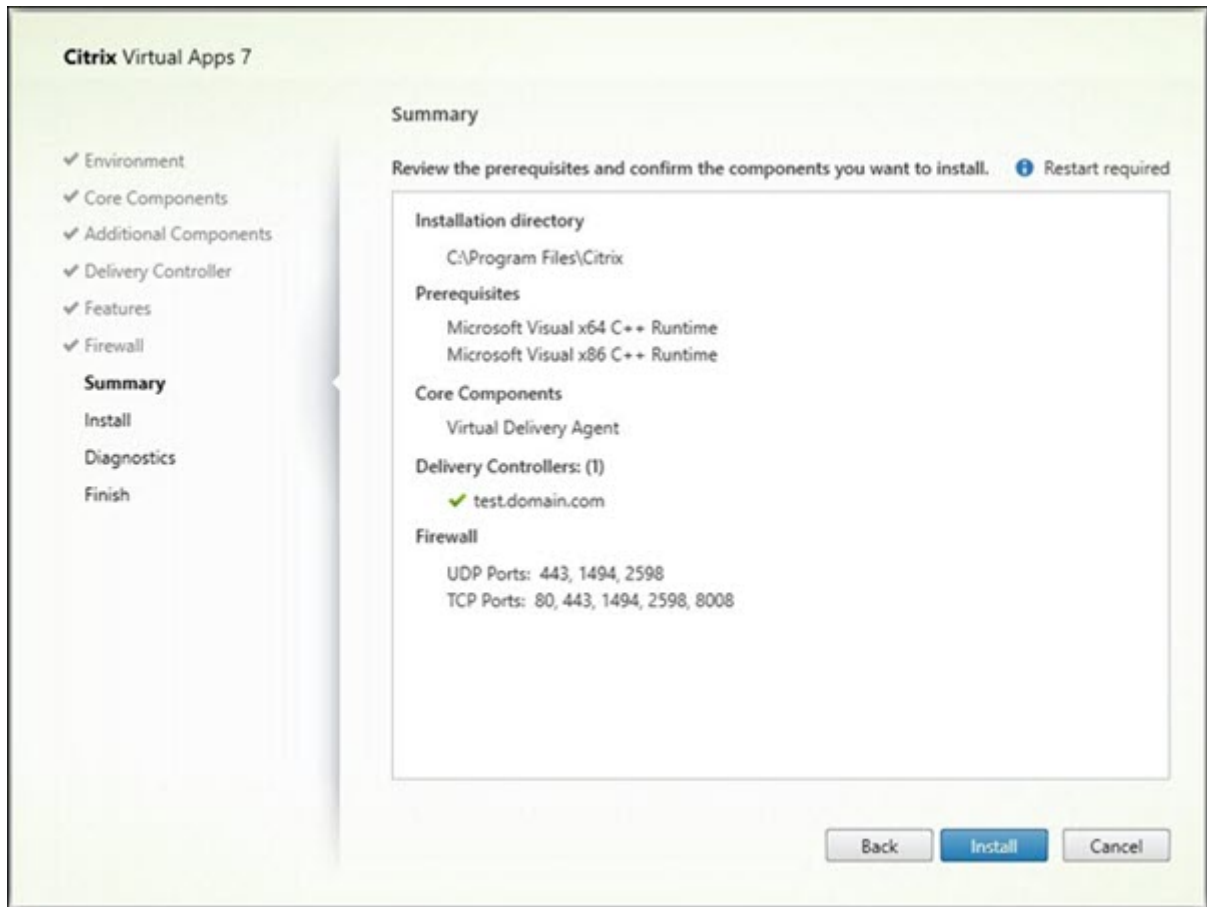 Citrix Virtual Apps 7
Environment
Core Components
Additional Components
Delivery Controller
Features
Firewall
Summary
Install
Diagnostics
Finish
Summary
Review the prerequisites and confirm the components you want to install.
Restart required
Installation directory
C:\Program Files\Citrix
Prerequisites
Microsoft Visual x64 C++ Runtime
Microsoft Visual x86 C++ Runtime
Core Components
Virtual Delivery Agent
Delivery Controllers: (1)
test.domain.com
Firewall
UDP Ports: 443, 1494, 2598
TCP Ports: 80, 443, 1494, 2598, 8008
Back
Install
Cancel